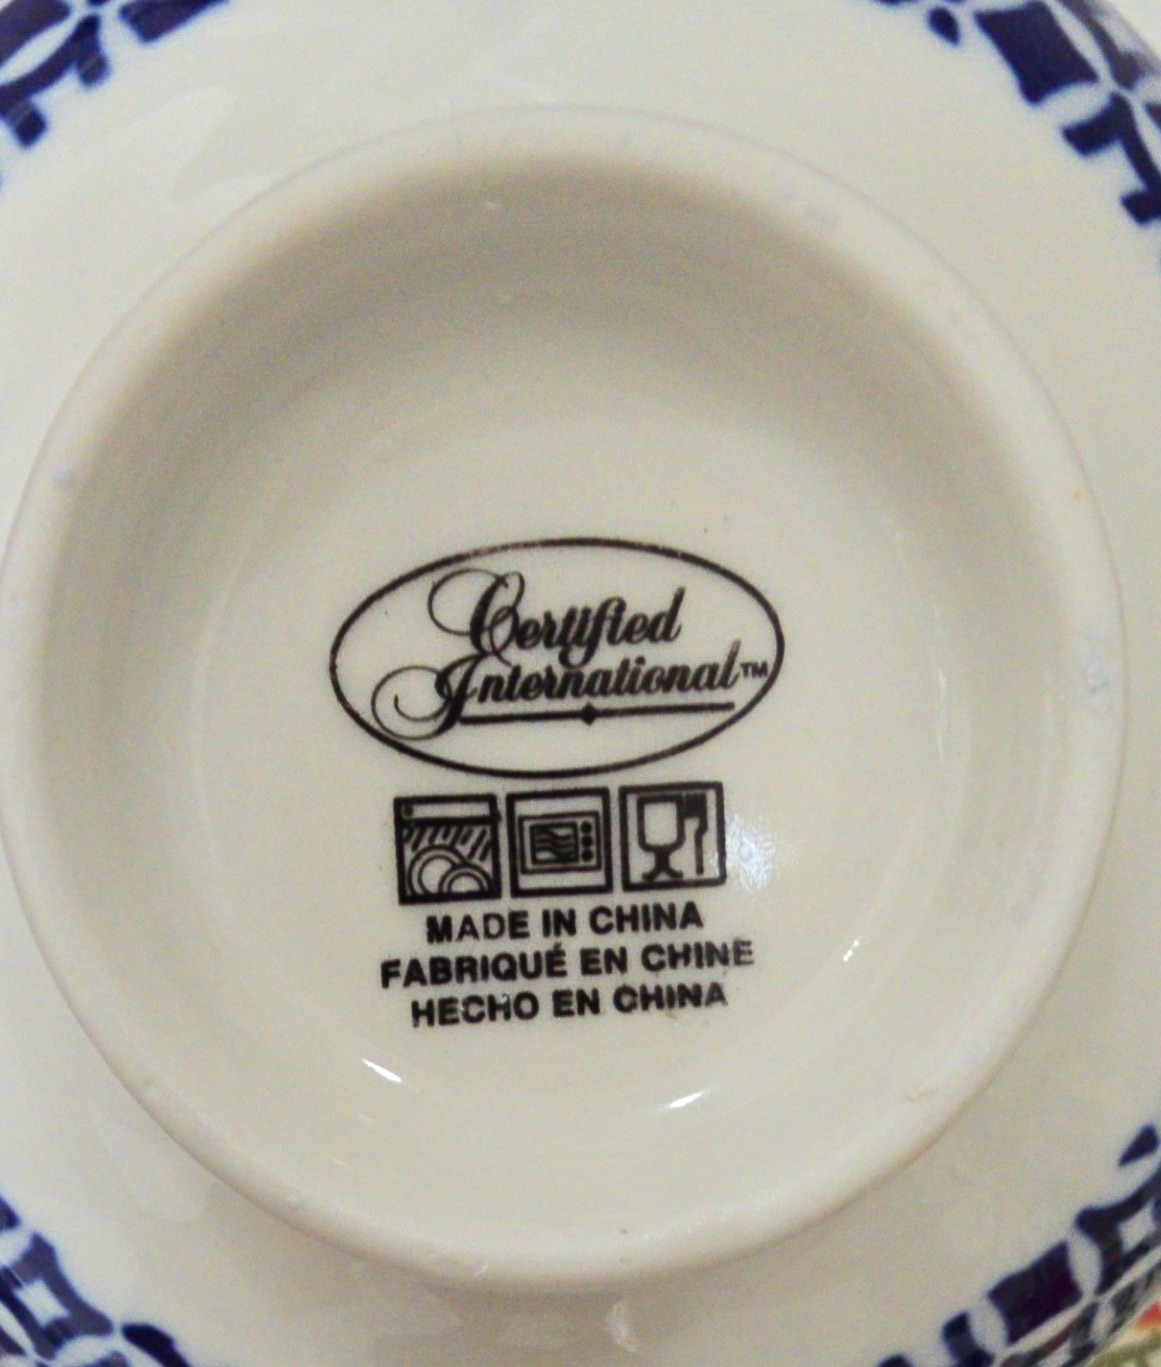 Certified
International™
MADE IN CHINA
FABRIQUÉ EN CHINE
HECHO EN CHINA